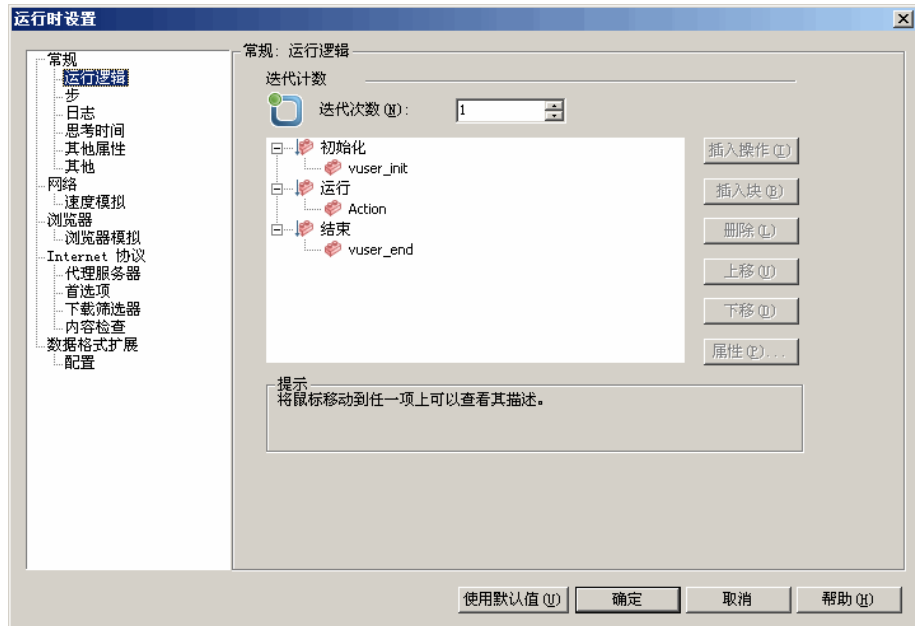 运行时设置
常规
运行逻辑
步
日志
思考时间
其他属性
其他
网络
速度模拟
浏览器
浏览器模拟
Internet 协议
代理服务器
首选项
下载筛选器
内容检查
数据格式扩展
配置
常规: 运行逻辑
迭代计数
迭代次数(N):
1
初始化
vuser_init
运行
Action
结束
vuser_end
插入操作(I)
插入块(B)
删除(L)
上移(U)
下移(D)
属性(P)...
提示
将鼠标移动到任一项上可以查看其描述。
使用默认值(U)
确定
取消
帮助(H)